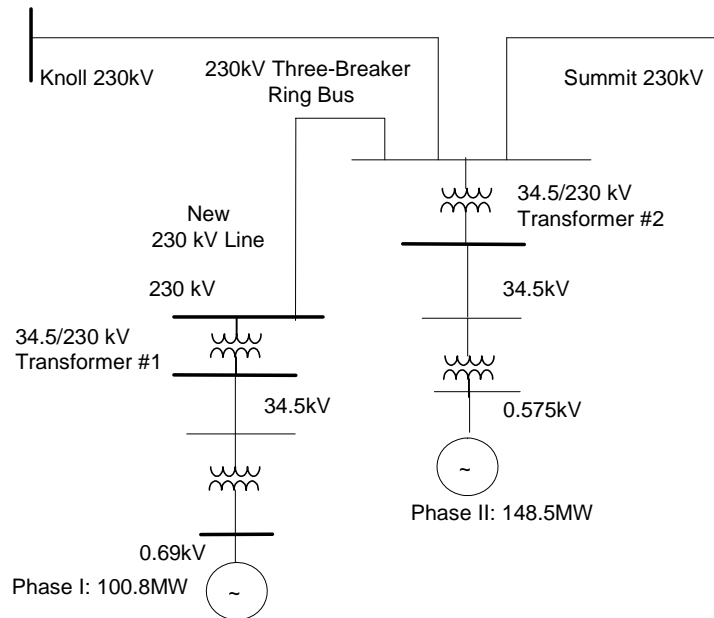 Knoll 230kV
230kV Three-Breaker
Ring Bus
Summit 230kV
34.5/230 kV
Transformer #2
New
230 kV Line
230 kV
34.5kV
34.5/230 kV
Transformer #1
34.5kV
0.575kV
~
Phase II: 148.5MW
0.69kV
Phase I: 100.8MW
~